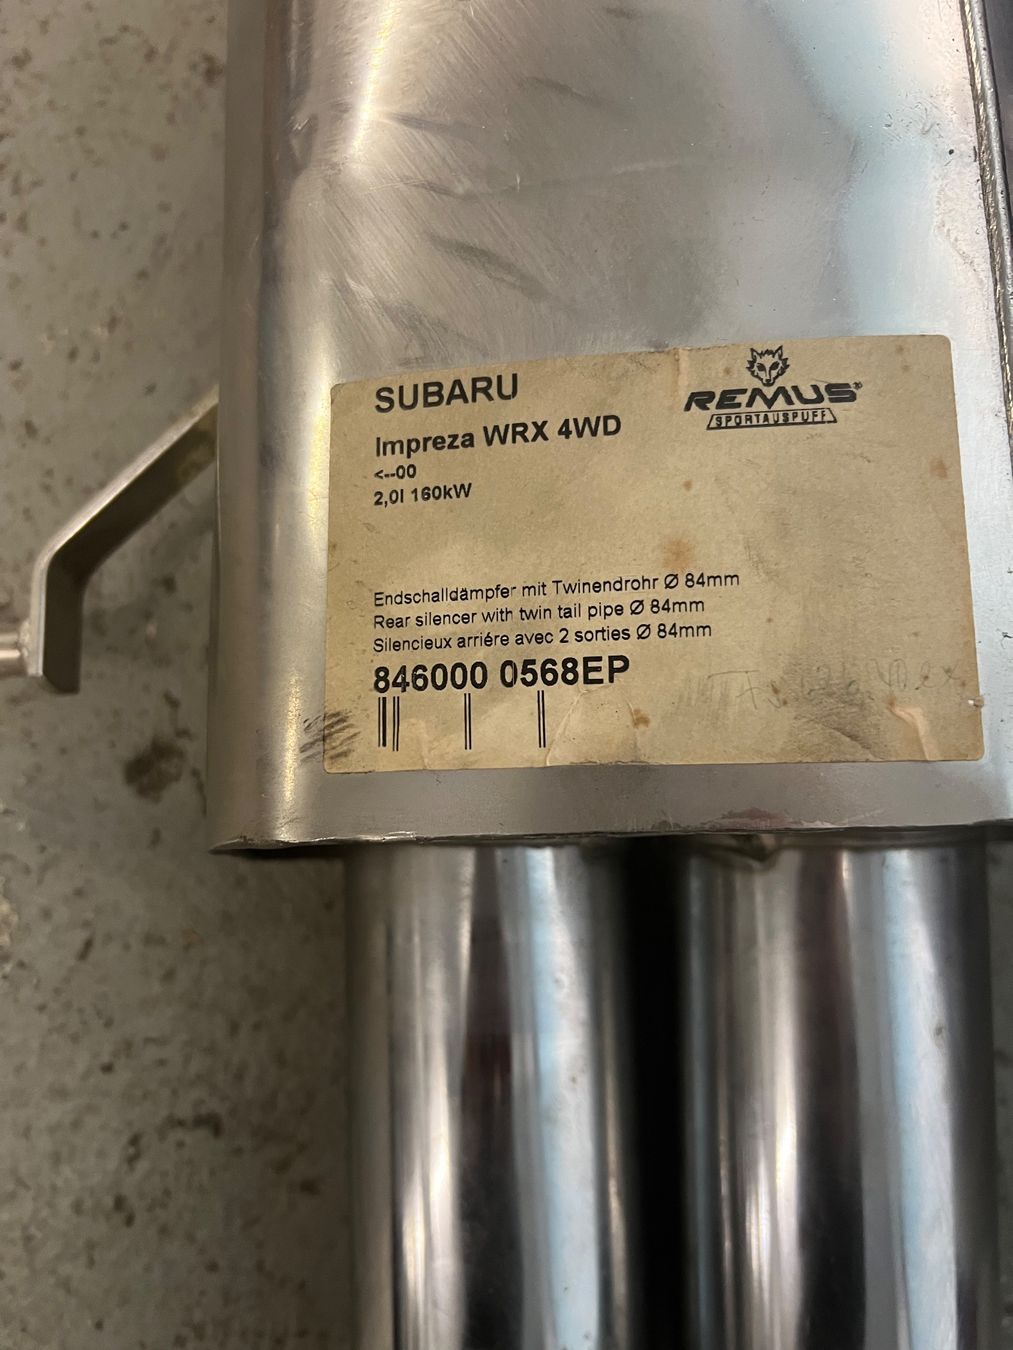 SUBARU
REMUS®
SPORTAUSPUFF
Impreza WRX 4WD
<--00
2,0l 160kW
Endschalldämpfer mit Twinendrohr Ø 84mm
Rear silencer with twin tail pipe Ø 84mm
Silencieux arriére avec 2 sorties Ø 84mm
846000 0568EP